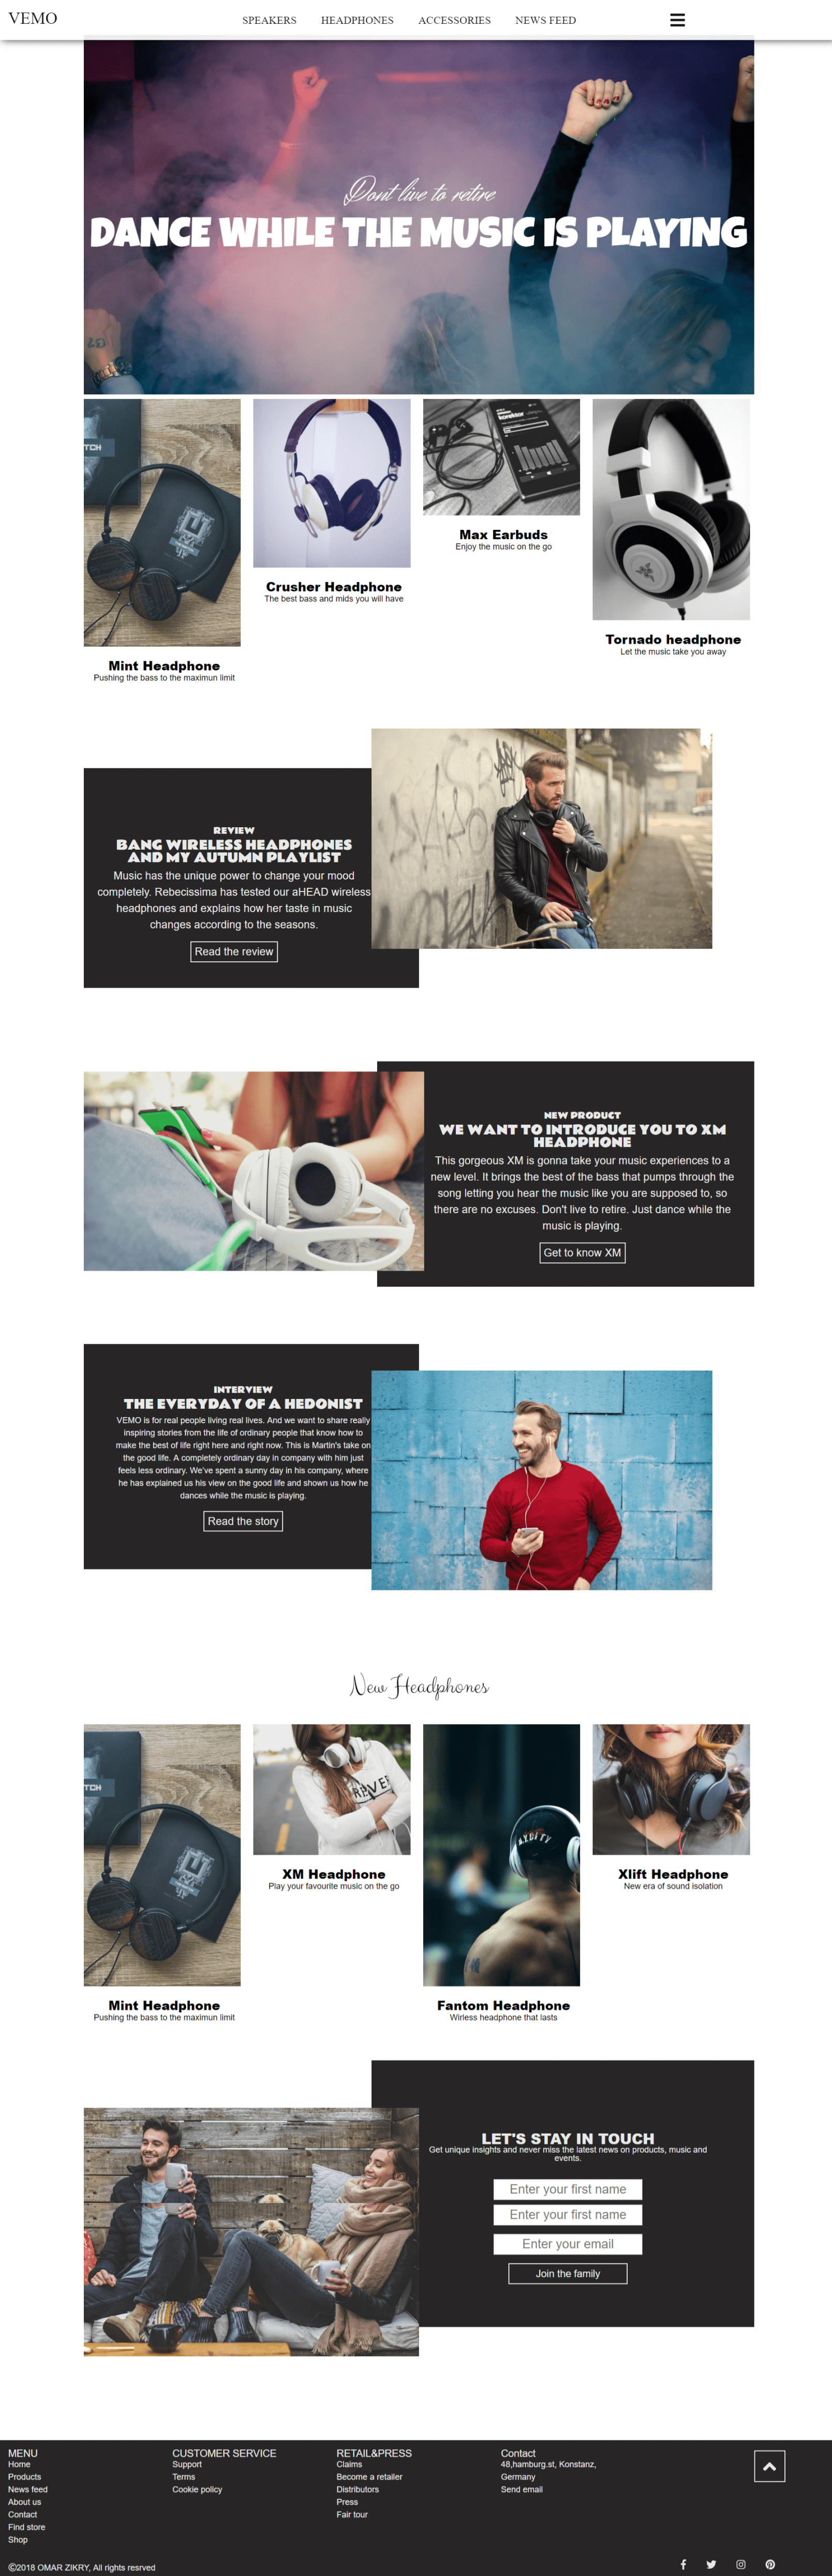 VEMO
SPEAKERS HEADPHONES ACCESSORIES NEWS FEED
Dont live to retire
DANCE WHILE THE MUSIC IS PLAYING
TCH
Mint Headphone
Pushing the bass to the maximun limit
Crusher Headphone
The best bass and mids you will have
Max Earbuds
Enjoy the music on the go
Tornado headphone
Let the music take you away
REVIEW
BANG WIRELESS HEADPHONES
AND MY AUTUMN PLAYLIST
Music has the unique power to change your mood
completely. Rebecissima has tested our aHEAD wireless
headphones and explains how her taste in music
changes according to the seasons.
Read the review
NEW PRODUCT
WE WANT TO INTRODUCE YOU TO XM
HEADPHONE
This gorgeous XM is gonna take your music experiences to a
new level. It brings the best of the bass that pumps through the
song letting you hear the music like you are supposed to, so
there are no excuses. Don't live to retire. Just dance while the
music is playing.
Get to know XM
INTERVIEW
THE EVERYDAY OF A HEDONIST
VEMO is for real people living real lives. And we want to share really
inspiring stories from the life of ordinary people that know how to
make the best of life right here and right now. This is Martin's take on
the good life. A completely ordinary day in company with him just
feels less ordinary. We've spent a sunny day in his company, where
he has explained us his view on the good life and shown us how he
dances while the music is playing.
Read the story
New Headphones
TCH
Mint Headphone
Pushing the bass to the maximun limit
XM Headphone
Play your favourite music on the go
Fantom Headphone
Wirless headphone that lasts
Xlift Headphone
New era of sound isolation
LET'S STAY IN TOUCH
Get unique insights and never miss the latest news on products, music and
events.
Enter your first name
Enter your first name
Enter your email
Join the family
MENU
Home
Products
News feed
About us
Contact
Find store
Shop
CUSTOMER SERVICE
Support
Terms
Cookie policy
RETAIL&PRESS
Claims
Become a retailer
Distributors
Press
Fair tour
Contact
48,hamburg.st, Konstanz,
Germany
Send email
©2018 OMAR ZIKRY, All rights resrved